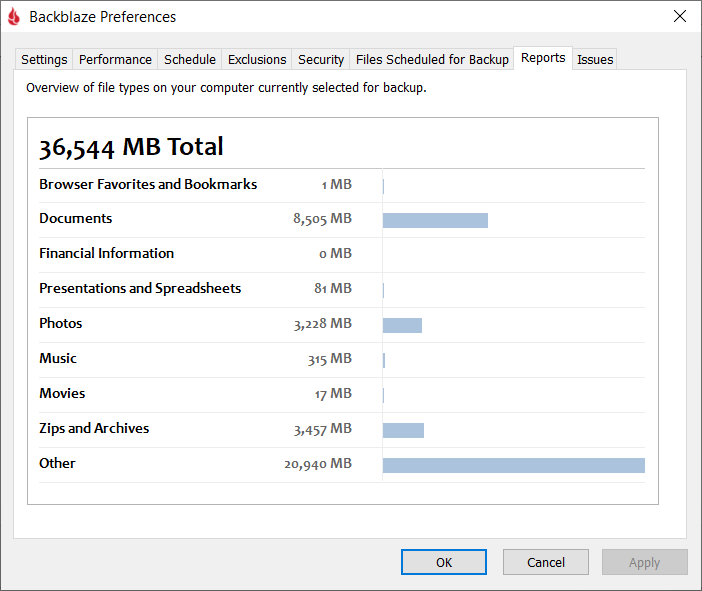 Backblaze Preferences
Settings Performance Schedule Exclusions Security Files Scheduled for Backup Reports Issues
Overview of file types on your computer currently selected for backup.
36,544 MB Total
Browser Favorites and Bookmarks 1 MB
Documents 8,505 MB
Financial Information 0 MB
Presentations and Spreadsheets 81 MB
Photos 3,228 MB
Music 315 MB
Movies 17 MB
Zips and Archives 3,457 MB
Other 20,940 MB
OK Cancel Apply